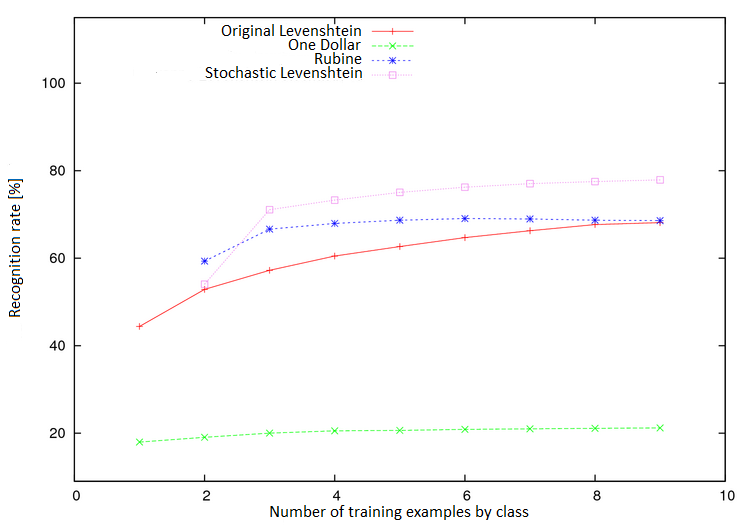 Original Levenshtein
One Dollar
Rubine
Stochastic Levenshtein
100
80
60
40
20
Recognition rate [%]
0 2 4 6 8 10
Number of training examples by class